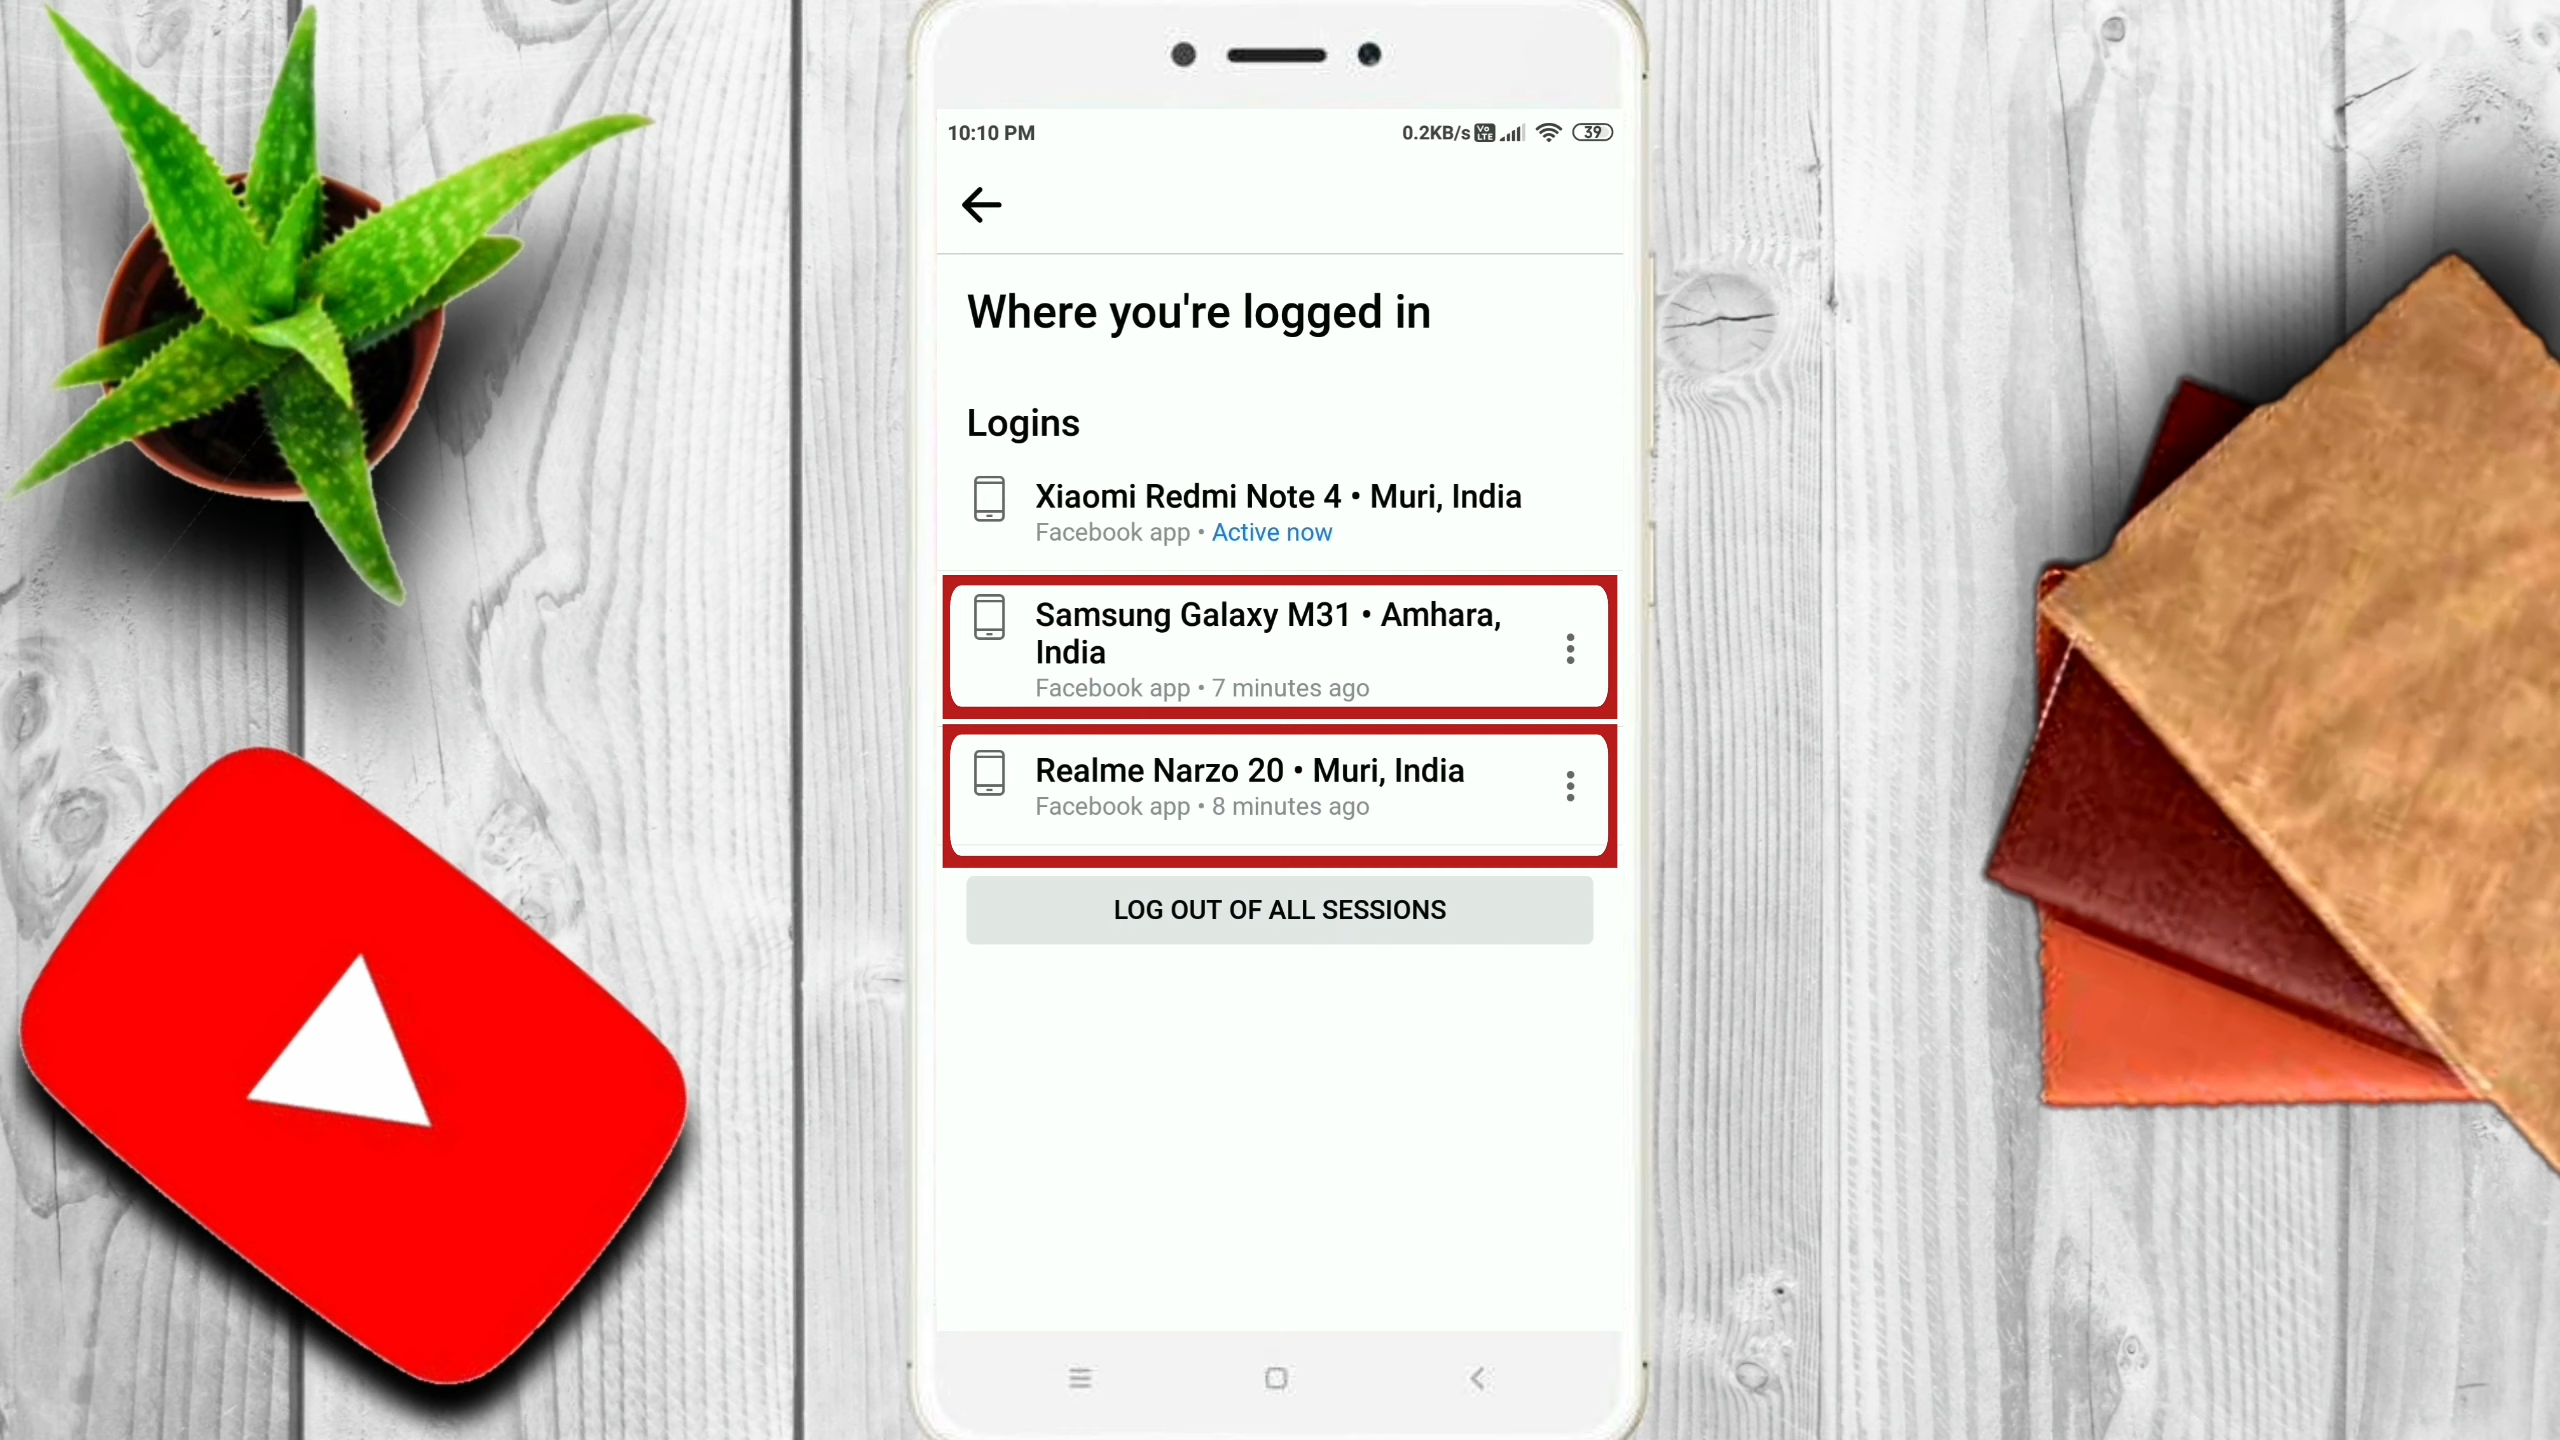 10:10 PM 0.2KB/s Vo LTE 39
Where you're logged in
Logins
Xiaomi Redmi Note 4 • Muri, India
Facebook app • Active now
Samsung Galaxy M31 • Amhara,
India
Facebook app • 7 minutes ago
Realme Narzo 20 • Muri, India
Facebook app • 8 minutes ago
LOG OUT OF ALL SESSIONS